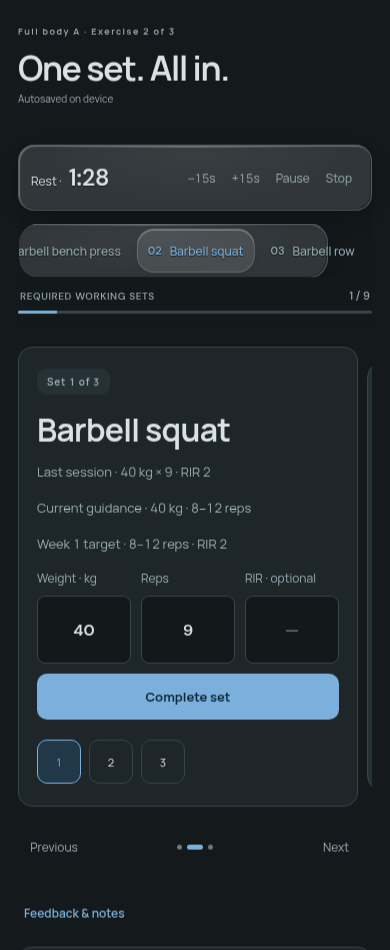 Full body A · Exercise 2 of 3
One set. All in.
Autosaved on device
Rest · 1:28 −15s +15s Pause Stop
arbell bench press 02 Barbell squat 03 Barbell row
REQUIRED WORKING SETS 1 / 9
Set 1 of 3
Barbell squat
Last session · 40 kg × 9 · RIR 2
Current guidance · 40 kg · 8–12 reps
Week 1 target · 8–12 reps · RIR 2
Weight · kg Reps RIR · optional
40 9 —
Complete set
1 2 3
Previous Next
Feedback & notes